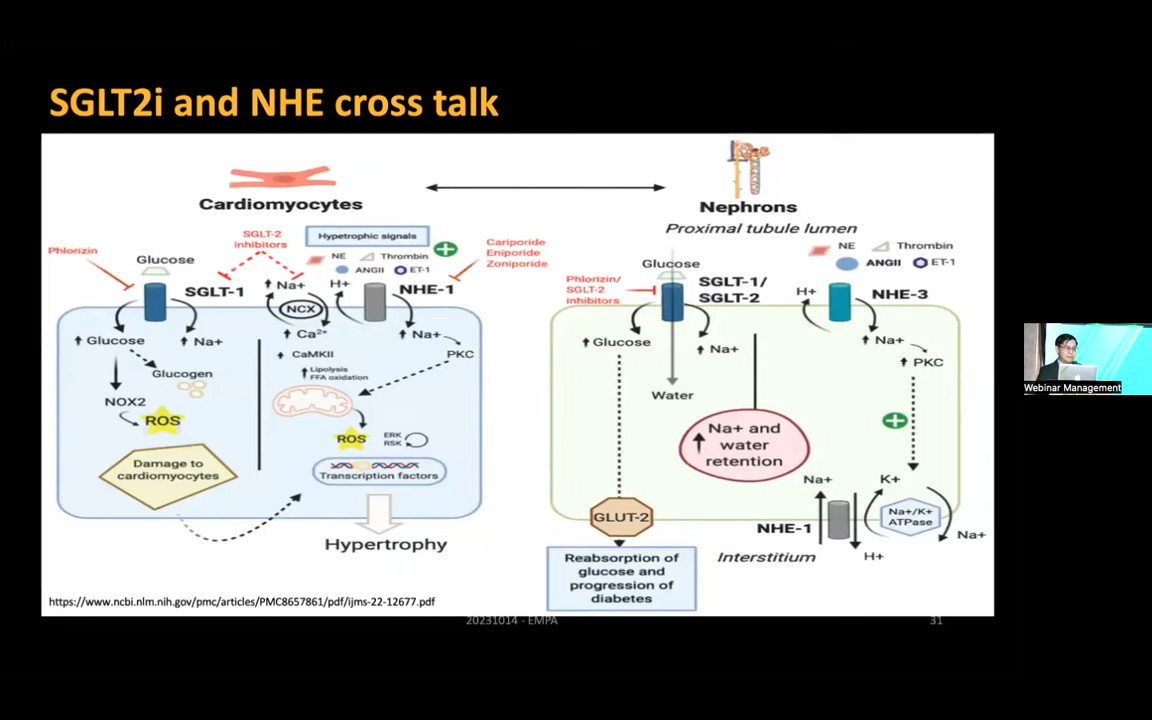 SGLT2i and NHE cross talk
Cardiomyocytes
Nephrons
Proximal tubule lumen
Phlorizin
SGLT-2
inhibitors
Hypetrophic signals
NE
Thrombin
ANGII
ET-1
Cariporide
Eniporide
Zoniporide
Glucose
SGLT-1
Na+
H+
NHE-1
NCX
Glucose
Na+
Ca2+
Na+
CaMKII
PKC
Lipolysis
FFA oxidation
Glucogen
NOX2
ROS
ROS
ERK
RSK
Damage to
cardiomyocytes
Transcription factors
Hypertrophy
NE
Thrombin
ANGII
ET-1
Glucose
Phlorizin/
SGLT-2
inhibitors
SGLT-1/
SGLT-2
H+
NHE-3
Glucose
Na+
Na+
PKC
Water
Na+ and
water
retention
Na+
K+
GLUT-2
NHE-1
Na+/K+
ATPase
Na+
Interstitium
H+
Reabsorption of
glucose and
progression of
diabetes
https://www.ncbi.nlm.nih.gov/pmc/articles/PMC8657861/pdf/ijms-22-12677.pdf
20231014 - EMPA
31
Webinar Management